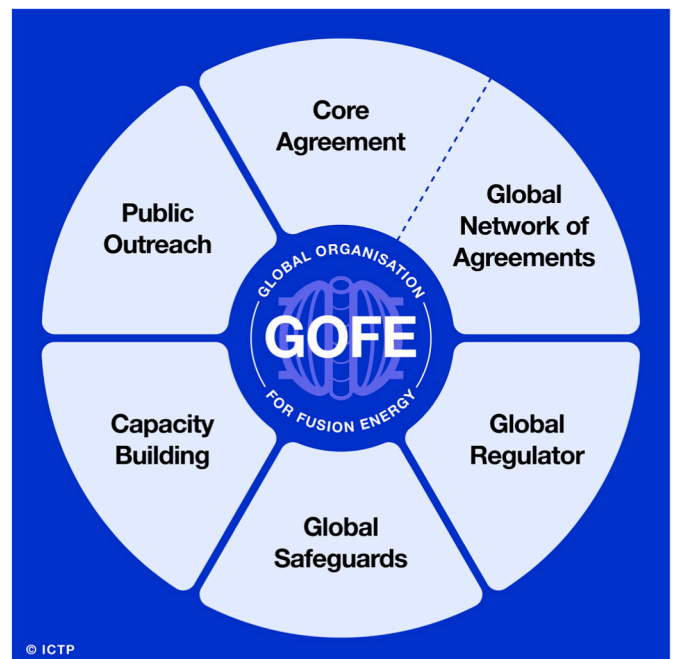 Core
Agreement
Global
Network of
Agreements
Global
Regulator
Global
Safeguards
Capacity
Building
Public
Outreach
GLOBAL ORGANISATION
GOFE
FOR FUSION ENERGY
© ICTP